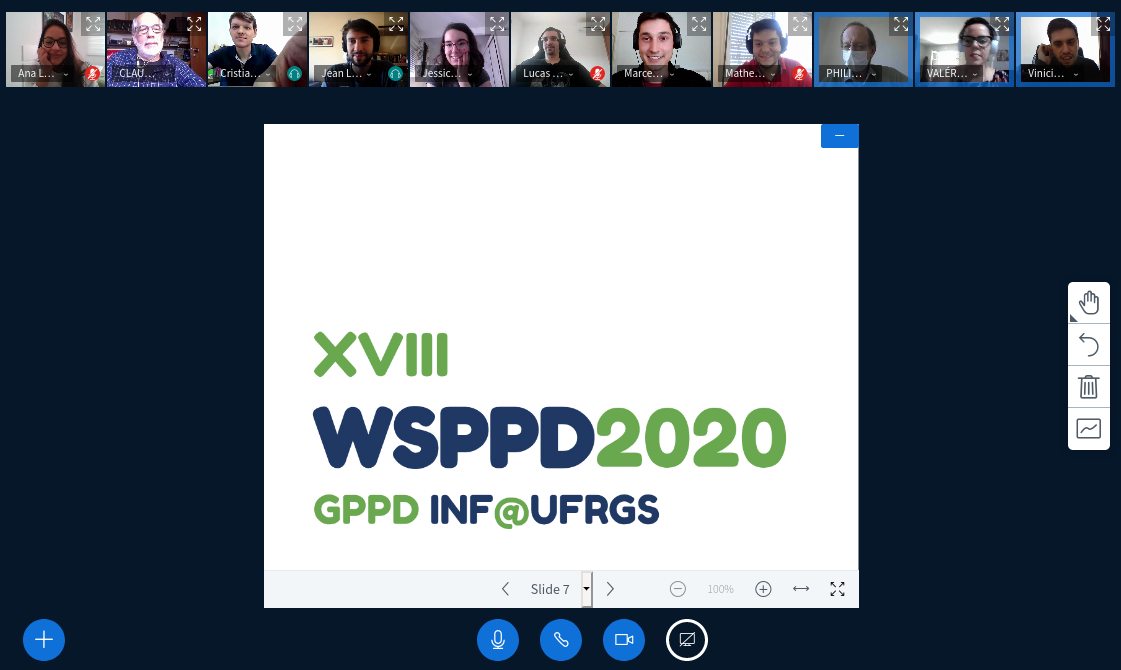 Ana L...
CLAU...
Cristia...
Jean L...
Jessic...
Lucas ...
Marce...
Mathe...
PHILI...
VALÉR...
Vinici...
XVIII
WSPPD2020
GPPD INF@UFRGS
Slide 7
100%